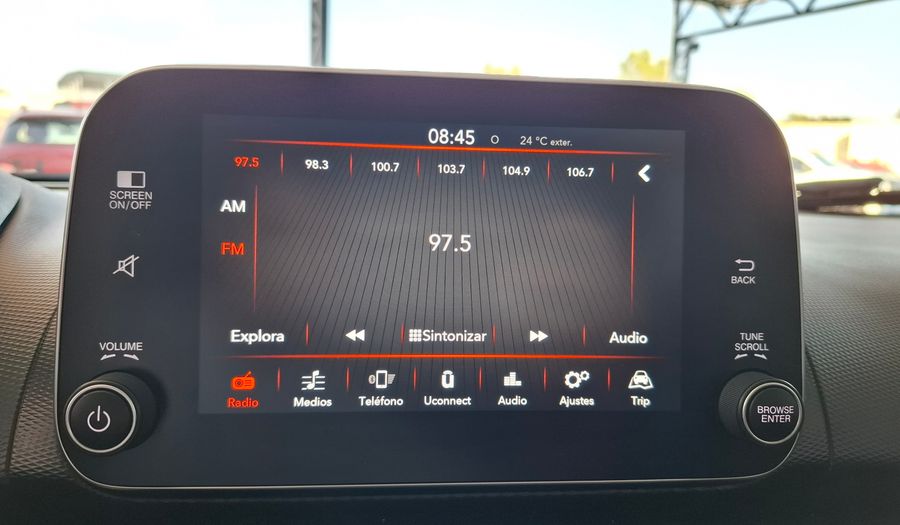 08:45 O 24 °C exter.
97.5 98.3 100.7 103.7 104.9 106.7
SCREEN
ON/OFF
AM
FM
97.5
BACK
Explora Sintonizar Audio
VOLUME
TUNE
SCROLL
Radio Medios Teléfono Uconnect Audio Ajustes Trip
BROWSE
ENTER